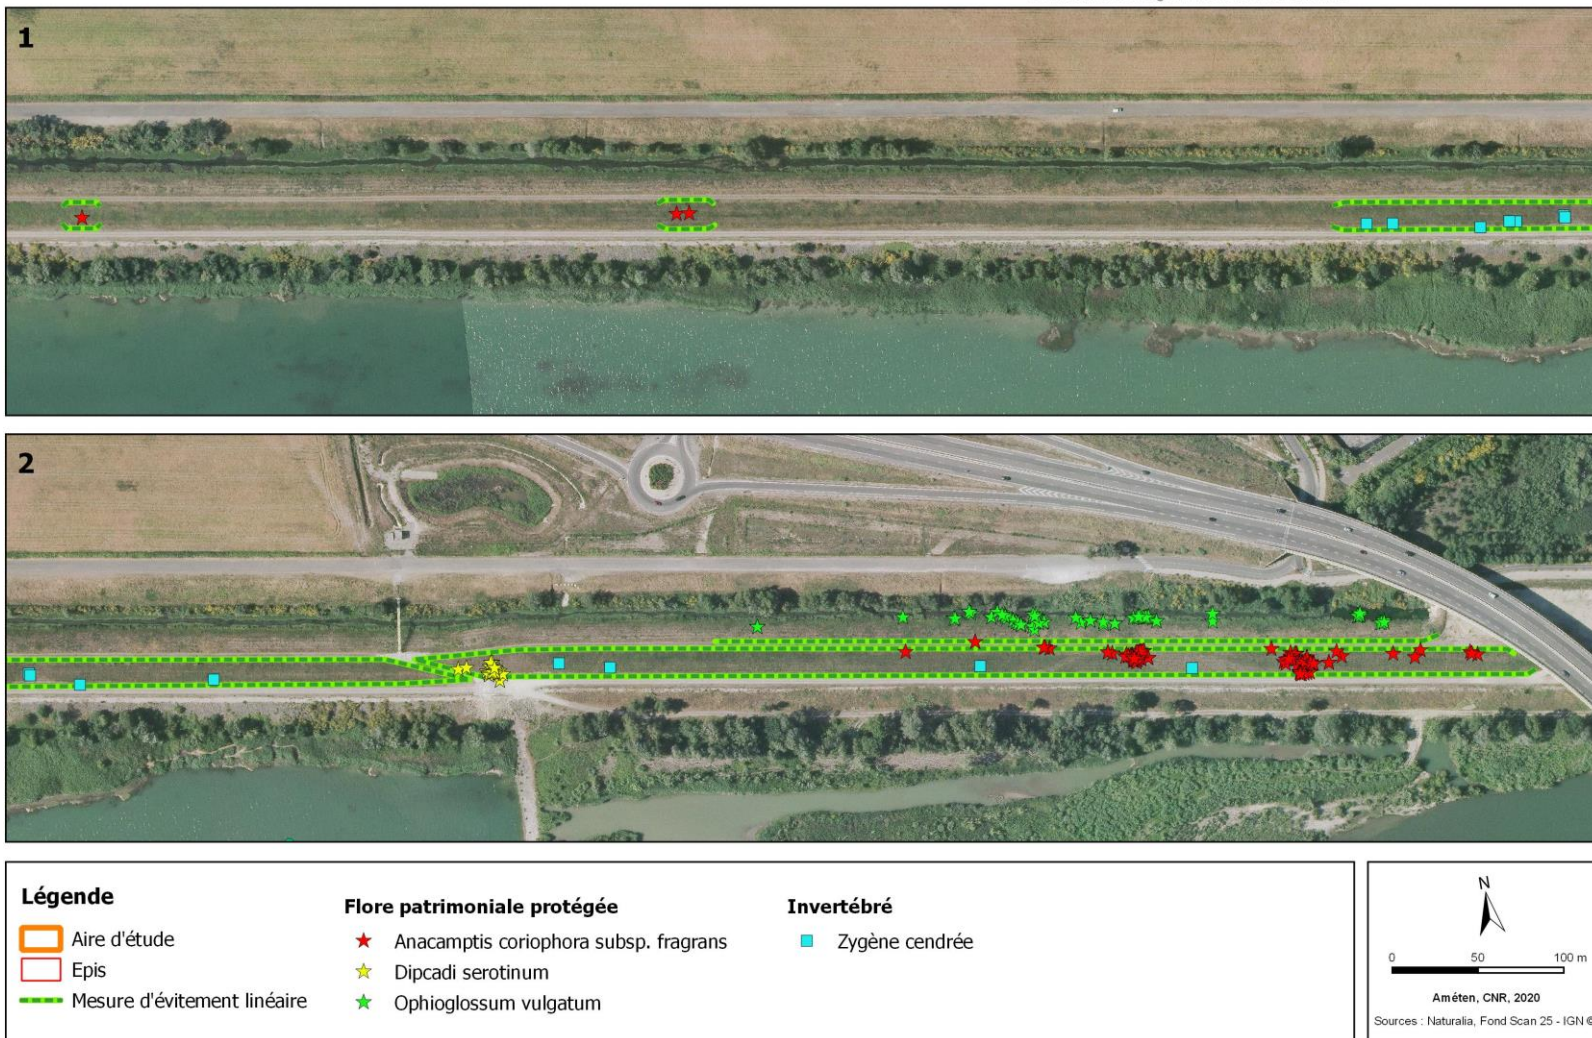 1
2
Légende
Aire d'étude
Epis
Mesure d'évitement linéaire
Flore patrimoniale protégée
Anacamptis coriophora subsp. fragrans
Dipcadi serotinum
Ophioglossum vulgatum
Invertébré
Zygène cendrée
N
0 50 100 m
Améten, CNR, 2020
Sources : Naturalia, Fond Scan 25 - IGN ©